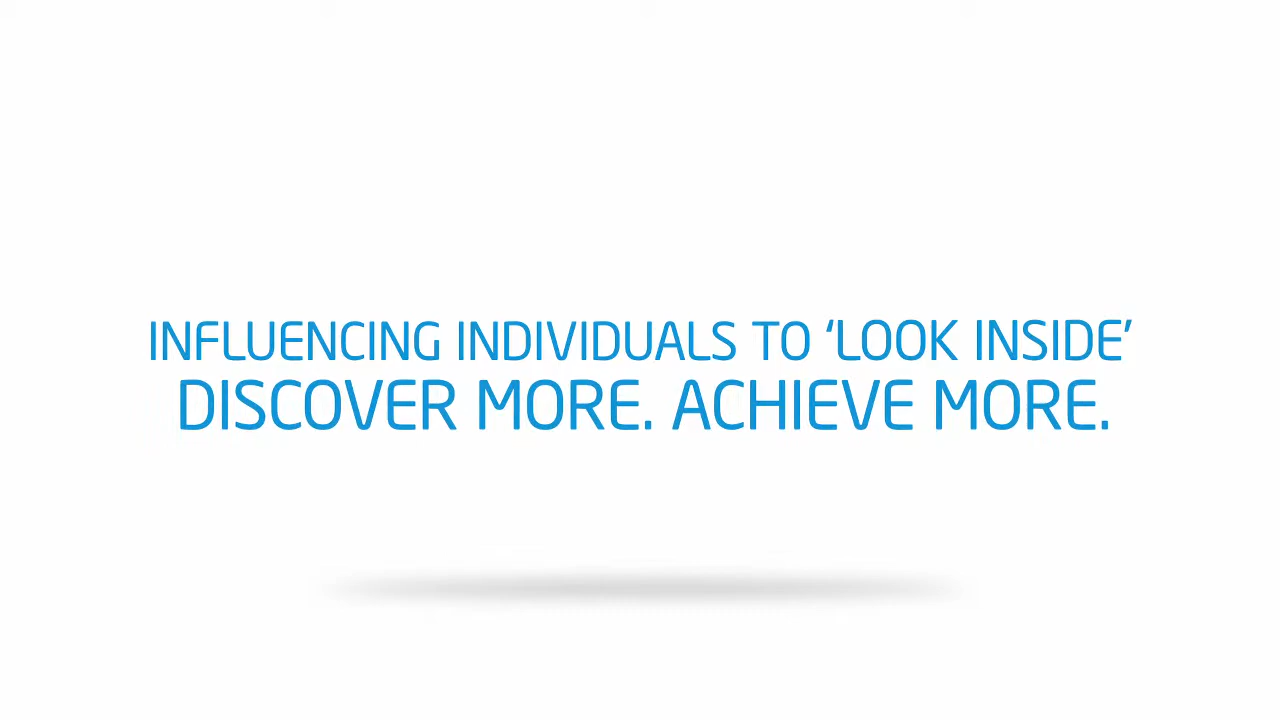 INFLUENCING INDIVIDUALS TO ‘LOOK INSIDE’
DISCOVER MORE. ACHIEVE MORE.